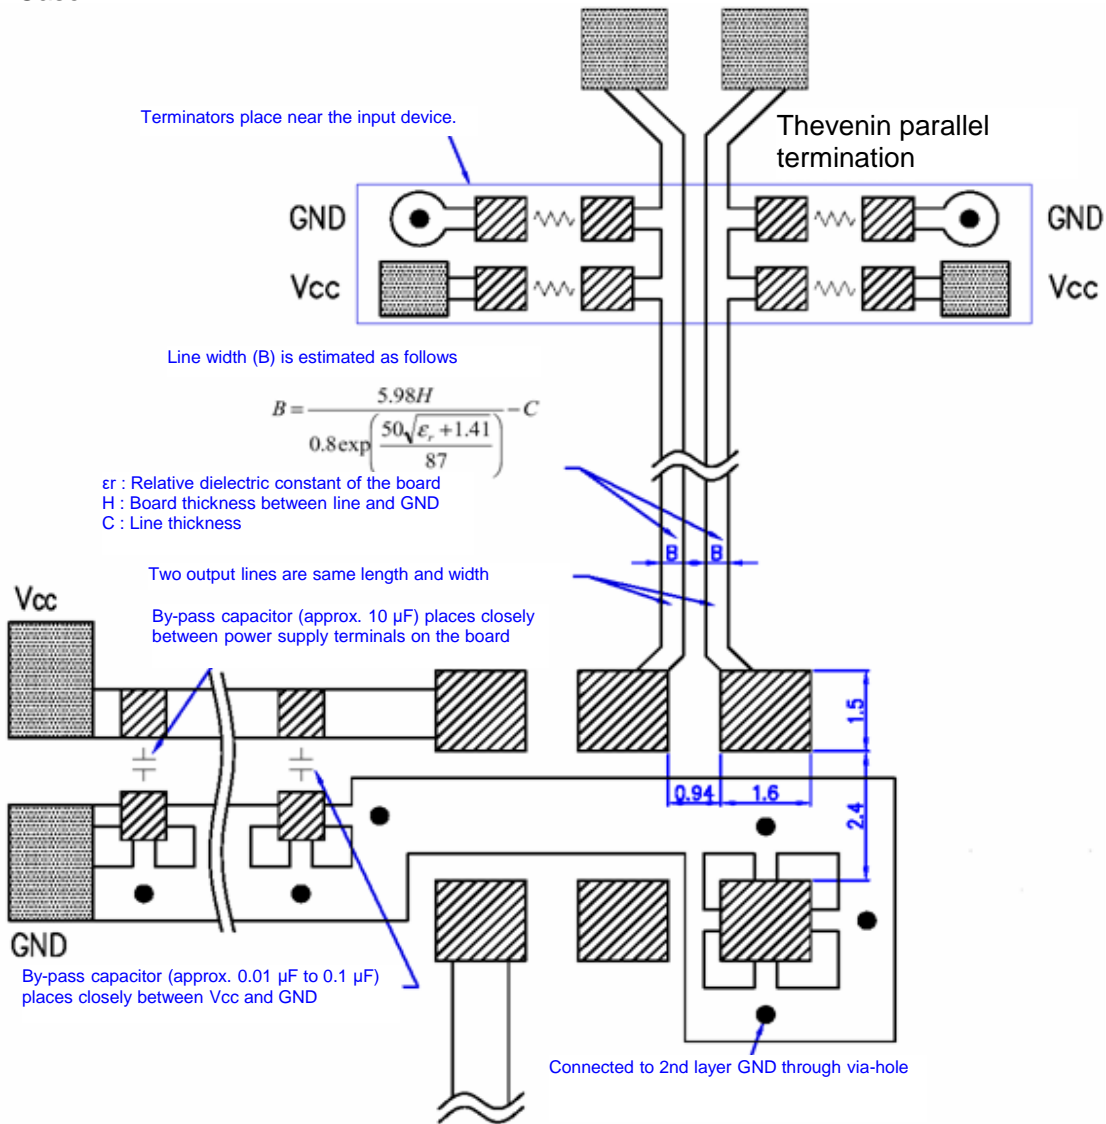 Terminators place near the input device.
Thevenin parallel
termination
GND
GND
Vcc
Vcc
Line width (B) is estimated as follows
B = 5.98H / (0.8 exp(50√(εr + 1.41) / 87)) − C
εr : Relative dielectric constant of the board
H : Board thickness between line and GND
C : Line thickness
B B
Two output lines are same length and width
Vcc
By-pass capacitor (approx. 10 µF) places closely
between power supply terminals on the board
1.5
0.94
1.6
2.4
GND
By-pass capacitor (approx. 0.01 µF to 0.1 µF)
places closely between Vcc and GND
Connected to 2nd layer GND through via-hole